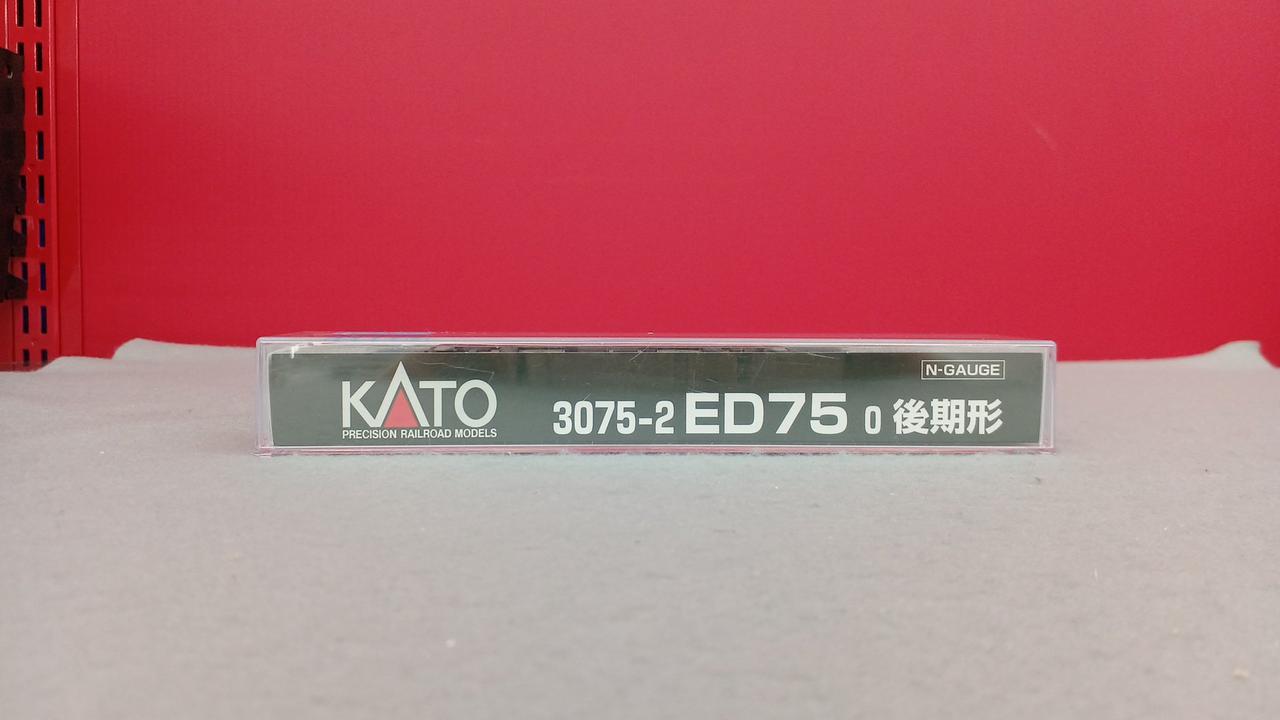 KATO
PRECISION RAILROAD MODELS
N-GAUGE
3075-2 ED75 0 後期形